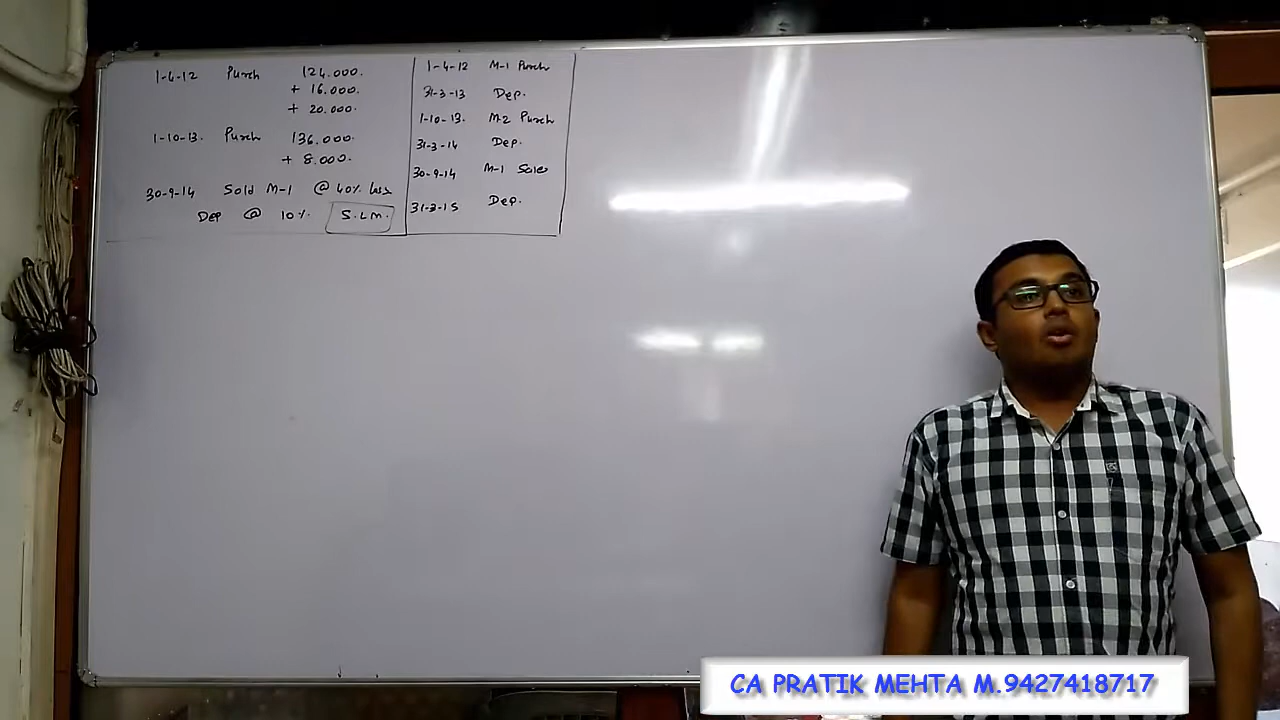 1-4-12 Purch 124.000.
+ 16.000.
+ 20.000.
1-10-13. Purch 136.000.
+ 8.000.
30-9-14 Sold M-1 @ 40% Loss
Dep @ 10% S.L.M.
1-4-12 M-1 Purch
31-3-13 Dep.
1-10-13. M-2 Purch
31-3-14 Dep.
30-9-14 M-1 Sales
31-3-15 Dep.
CA PRATIK MEHTA M.9427418717